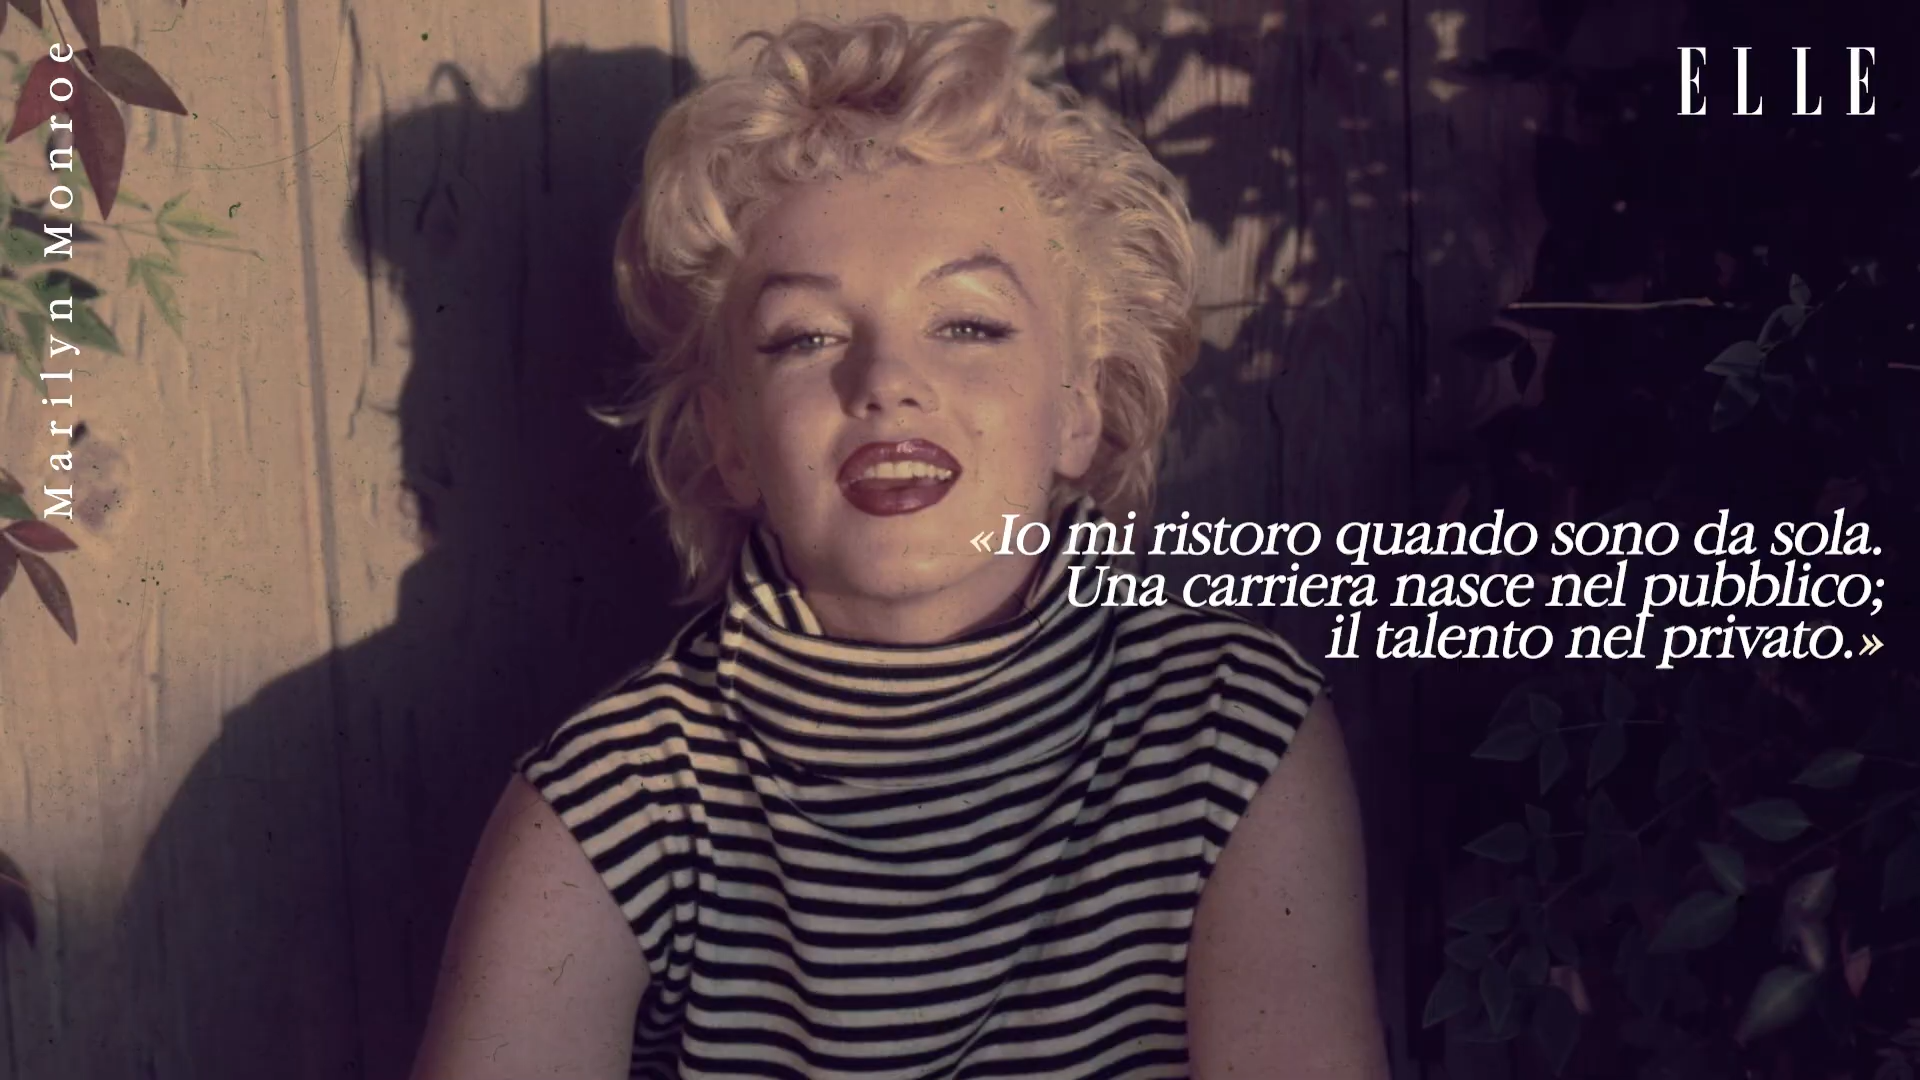 Marilyn Monroe
ELLE
«Io mi ristoro quando sono da sola.
Una carriera nasce nel pubblico;
il talento nel privato.»